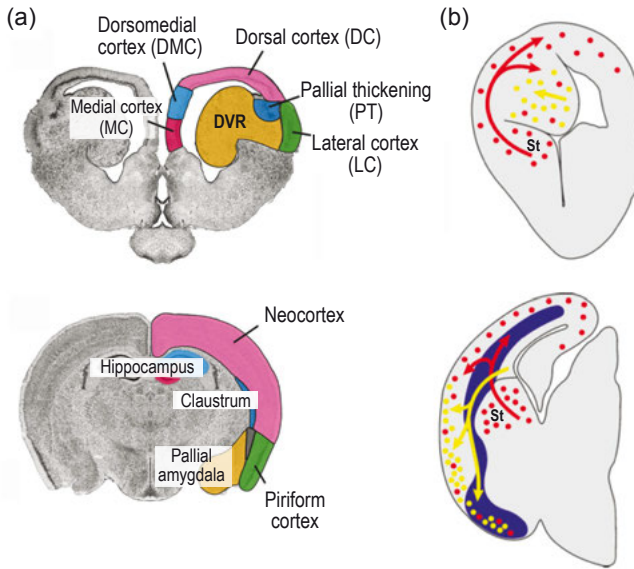 (a)
Dorsomedial
cortex (DMC)
Dorsal cortex (DC)
Medial cortex
(MC)
DVR
Pallial thickening
(PT)
Lateral cortex
(LC)
Neocortex
Hippocampus
Claustrum
Pallial
amygdala
Piriform
cortex
(b)
St
St